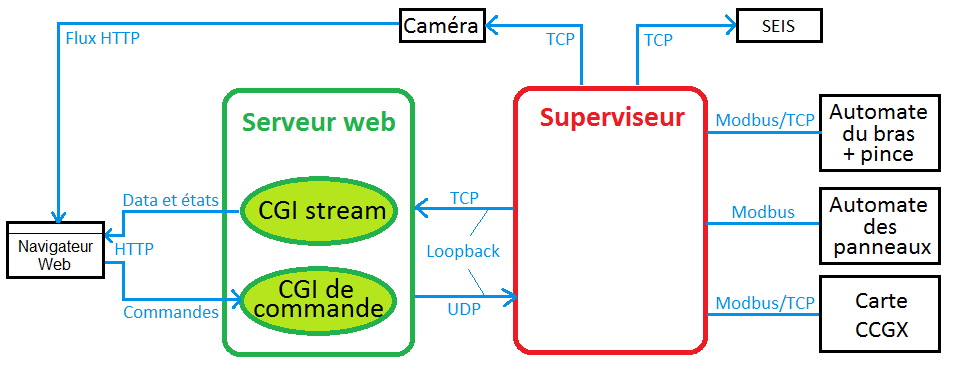 Flux HTTP
Caméra
TCP
TCP
SEIS
Serveur web
Superviseur
Modbus/TCP
Automate
du bras
+ pince
Data et états
CGI stream
TCP
Modbus
Automate
des
panneaux
Navigateur
Web
HTTP
Loopback
CGI de
commande
Commandes
UDP
Modbus/TCP
Carte
CCGX